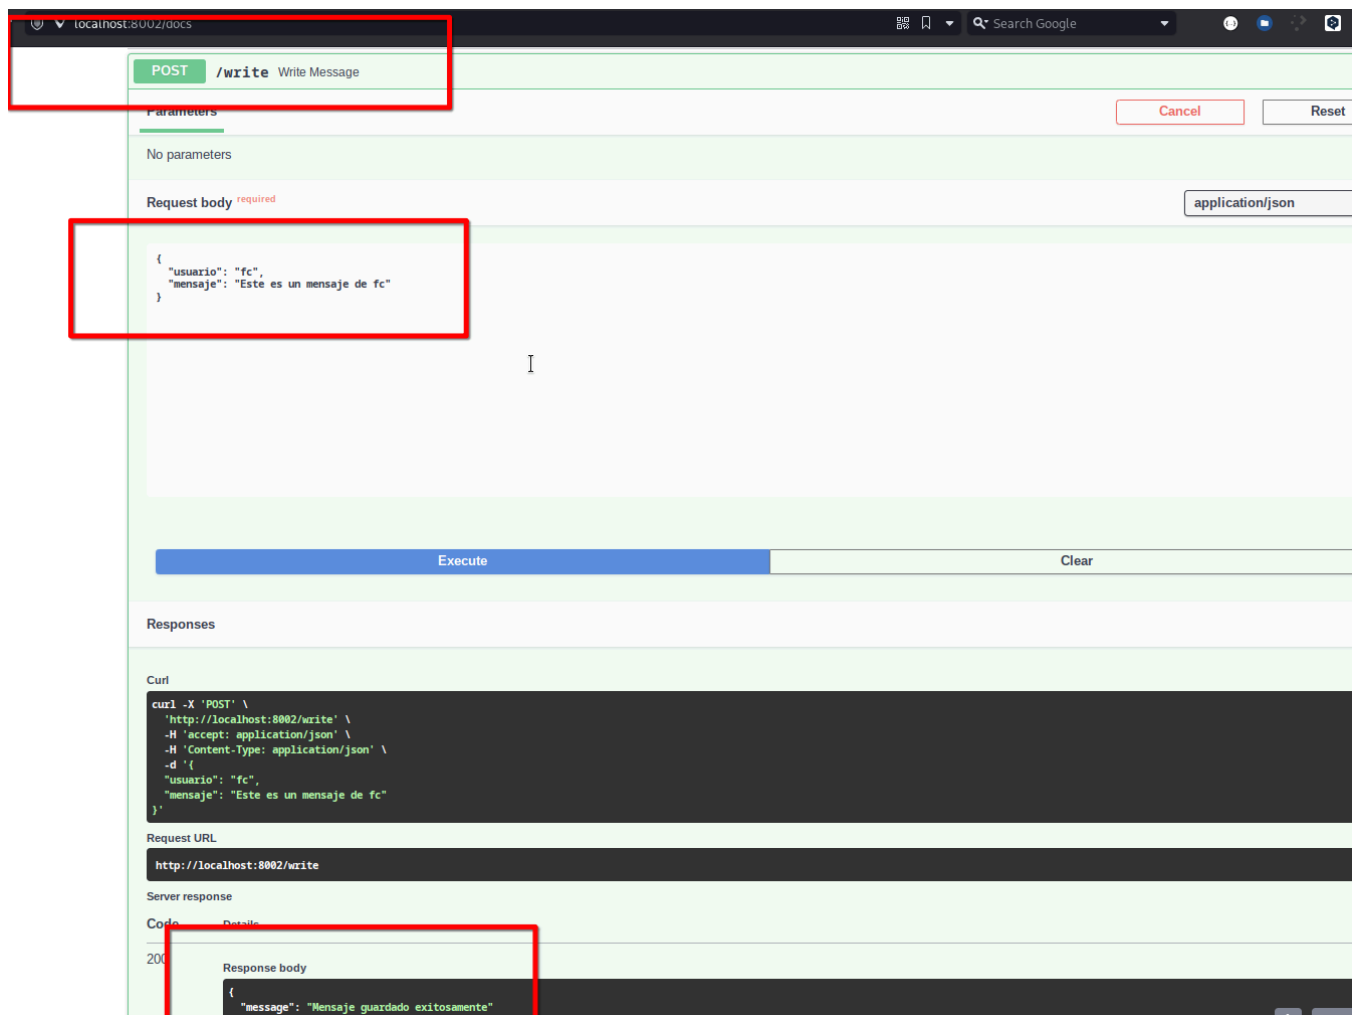 localhost:8002/docs
Search Google
POST /write Write Message
Parameters
Cancel
Reset
No parameters
Request body required
application/json
{
"usuario": "fc",
"mensaje": "Este es un mensaje de fc"
}
Execute
Clear
Responses
Curl
curl -X 'POST' \
'http://localhost:8002/write' \
-H 'accept: application/json' \
-H 'Content-Type: application/json' \
-d '{
"usuario": "fc",
"mensaje": "Este es un mensaje de fc"
}'
Request URL
http://localhost:8002/write
Server response
Code Details
200
Response body
{
"message": "Mensaje guardado exitosamente"